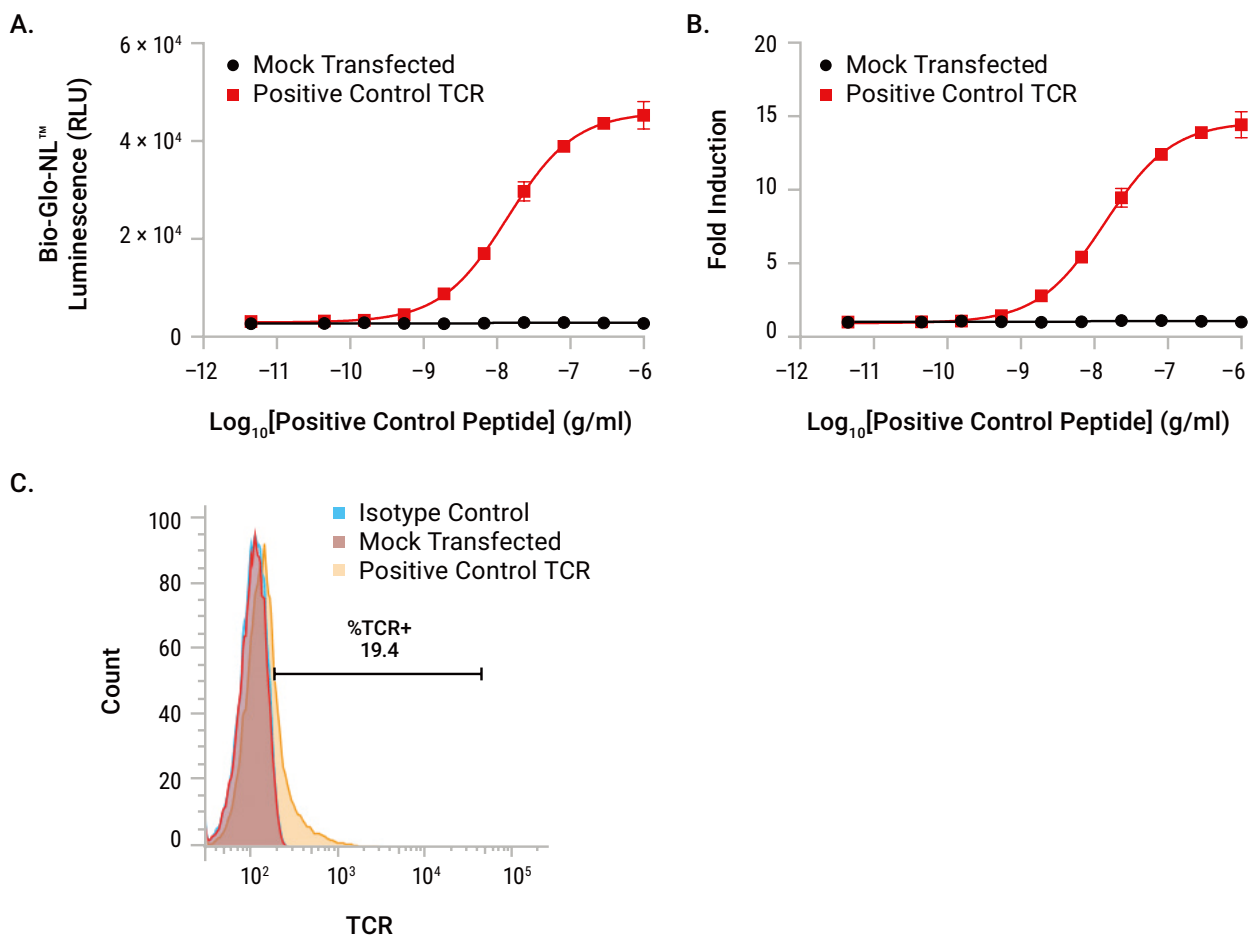 A.
Bio-Glo-NL™
Luminescence (RLU)
6 × 10⁴
4 × 10⁴
2 × 10⁴
0
Mock Transfected
Positive Control TCR
−12
−11
−10
−9
−8
−7
−6
Log₁₀[Positive Control Peptide] (g/ml)
B.
Fold Induction
20
15
10
5
0
Mock Transfected
Positive Control TCR
−12
−11
−10
−9
−8
−7
−6
Log₁₀[Positive Control Peptide] (g/ml)
C.
Count
100
80
60
40
20
0
Isotype Control
Mock Transfected
Positive Control TCR
%TCR+
19.4
10²
10³
10⁴
10⁵
TCR